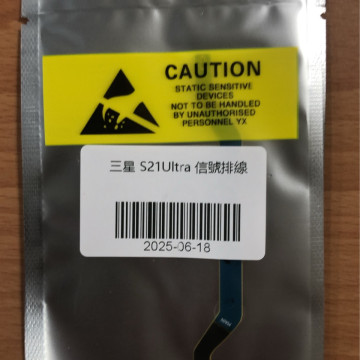 CAUTION
STATIC SENSITIVE
DEVICES
NOT TO BE HANDLED
BY UNAUTHORISED
PERSONNEL YX
三星 S21Ultra 信號排線
2025-06-18